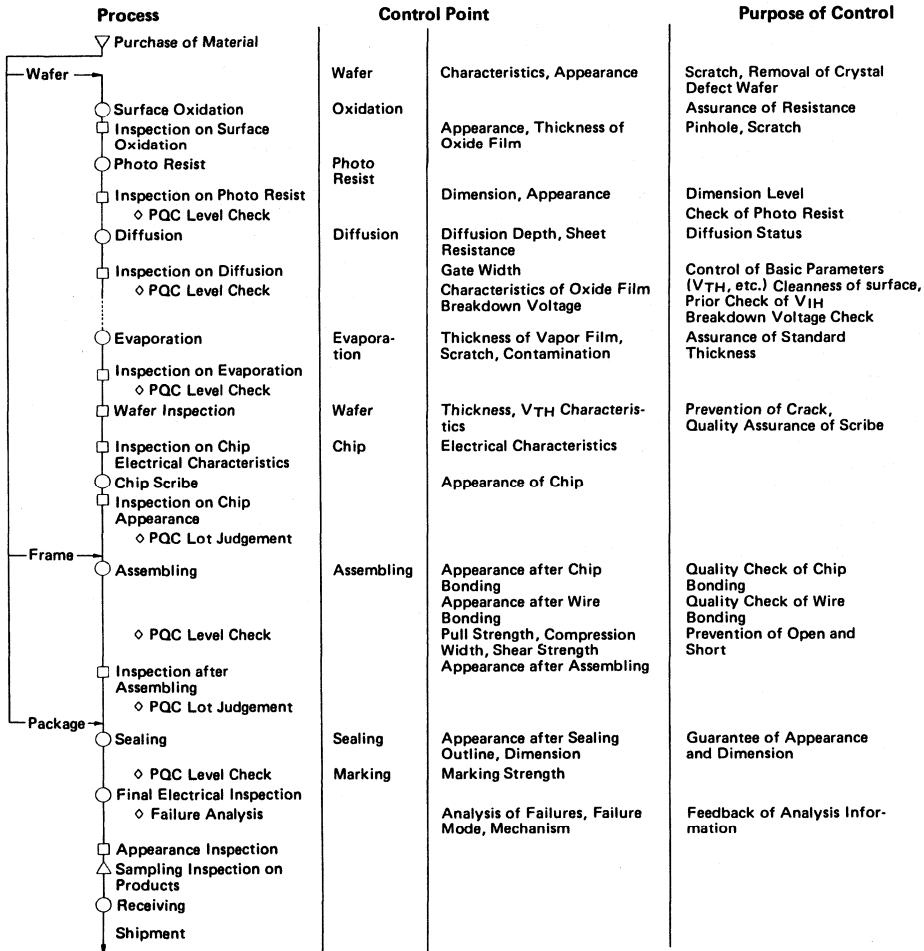 Process Control Point Purpose of Control
Purchase of Material
Wafer Wafer Characteristics, Appearance Scratch, Removal of Crystal
Defect Wafer
Surface Oxidation Oxidation Assurance of Resistance
Inspection on Surface Appearance, Thickness of Pinhole, Scratch
Oxidation Oxide Film
Photo Resist Photo
Resist
Inspection on Photo Resist Dimension, Appearance Dimension Level
◇ PQC Level Check Check of Photo Resist
Diffusion Diffusion Diffusion Depth, Sheet Diffusion Status
Resistance
Inspection on Diffusion Gate Width Control of Basic Parameters
◇ PQC Level Check Characteristics of Oxide Film (VTH, etc.) Cleanness of surface,
Breakdown Voltage Prior Check of VIH
Breakdown Voltage Check
Evaporation Evapora- Thickness of Vapor Film, Assurance of Standard
tion Scratch, Contamination Thickness
Inspection on Evaporation
◇ PQC Level Check
Wafer Inspection Wafer Thickness, VTH Characteris- Prevention of Crack,
tics Quality Assurance of Scribe
Inspection on Chip Chip Electrical Characteristics
Electrical Characteristics
Chip Scribe Appearance of Chip
Inspection on Chip
Appearance
◇ PQC Lot Judgement
Frame
Assembling Assembling Appearance after Chip Quality Check of Chip
Bonding Bonding
Appearance after Wire Quality Check of Wire
Bonding Bonding
◇ PQC Level Check Pull Strength, Compression Prevention of Open and
Width, Shear Strength Short
Inspection after Appearance after Assembling
Assembling
◇ PQC Lot Judgement
Package
Sealing Sealing Appearance after Sealing Guarantee of Appearance
Outline, Dimension and Dimension
◇ PQC Level Check Marking Marking Strength
Final Electrical Inspection
◇ Failure Analysis Analysis of Failures, Failure Feedback of Analysis Infor-
Mode, Mechanism mation
Appearance Inspection
Sampling Inspection on
Products
Receiving
Shipment